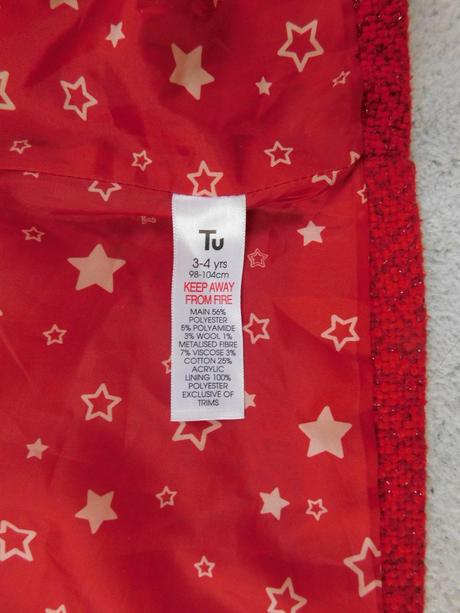 Tu
3-4 yrs
98-104cm
KEEP AWAY
FROM FIRE
MAIN 56%
POLYESTER
5% POLYAMIDE
3% WOOL 1%
METALISED FIBRE
7% VISCOSE 3%
COTTON 25%
ACRYLIC
LINING 100%
POLYESTER
EXCLUSIVE OF
TRIMS